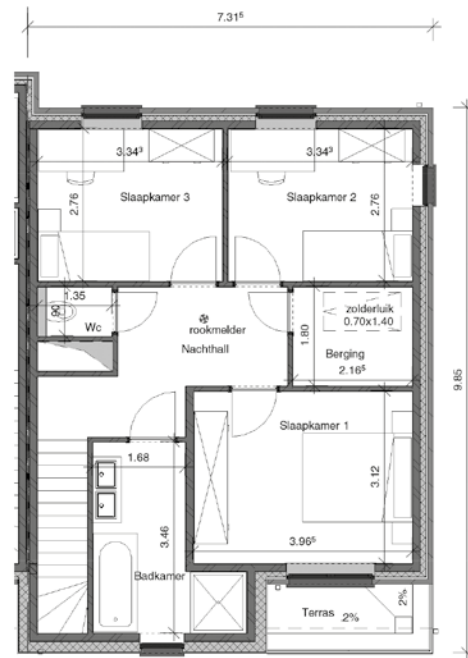 7.31⁵
3.34³
3.34³
Slaapkamer 3
Slaapkamer 2
2.76
2.76
1.35
90
Wc
rookmelder
Nachthall
1.80
zolderluik
0.70x1.40
Berging
2.16⁵
9.85
Slaapkamer 1
1.68
3.12
3.46
3.96⁵
Badkamer
Terras
2%
2%